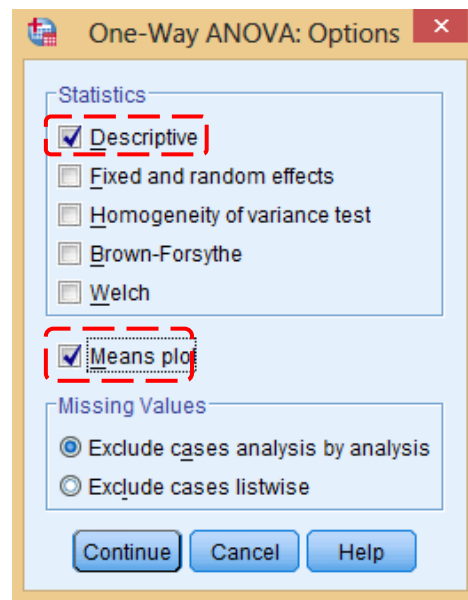 One-Way ANOVA: Options
Statistics
Descriptive
Fixed and random effects
Homogeneity of variance test
Brown-Forsythe
Welch
Means plot
Missing Values
Exclude cases analysis by analysis
Exclude cases listwise
Continue Cancel Help